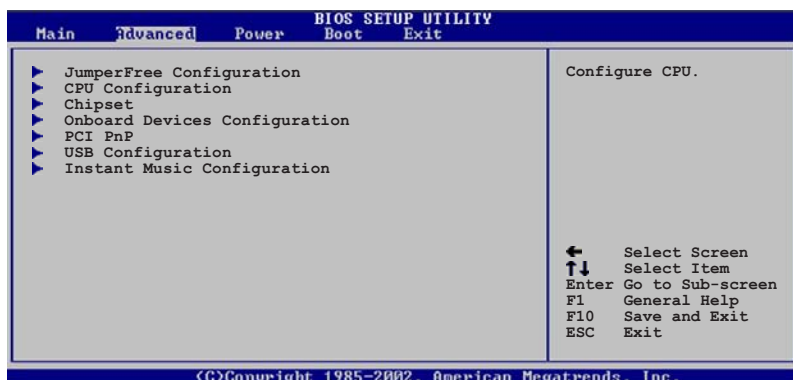 BIOS SETUP UTILITY
Main Advanced Power Boot Exit
JumperFree Configuration
CPU Configuration
Chipset
Onboard Devices Configuration
PCI PnP
USB Configuration
Instant Music Configuration
Configure CPU.
← Select Screen
↑↓ Select Item
Enter Go to Sub-screen
F1 General Help
F10 Save and Exit
ESC Exit
(C)Copyright 1985-2002, American Megatrends, Inc.